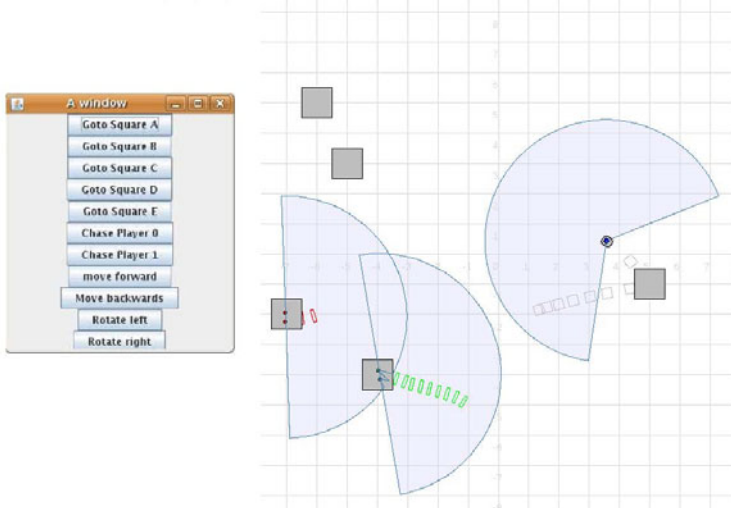 A window
Goto Square A
Goto Square B
Goto Square C
Goto Square D
Goto Square E
Chase Player 0
Chase Player 1
move forward
Move backwards
Rotate left
Rotate right